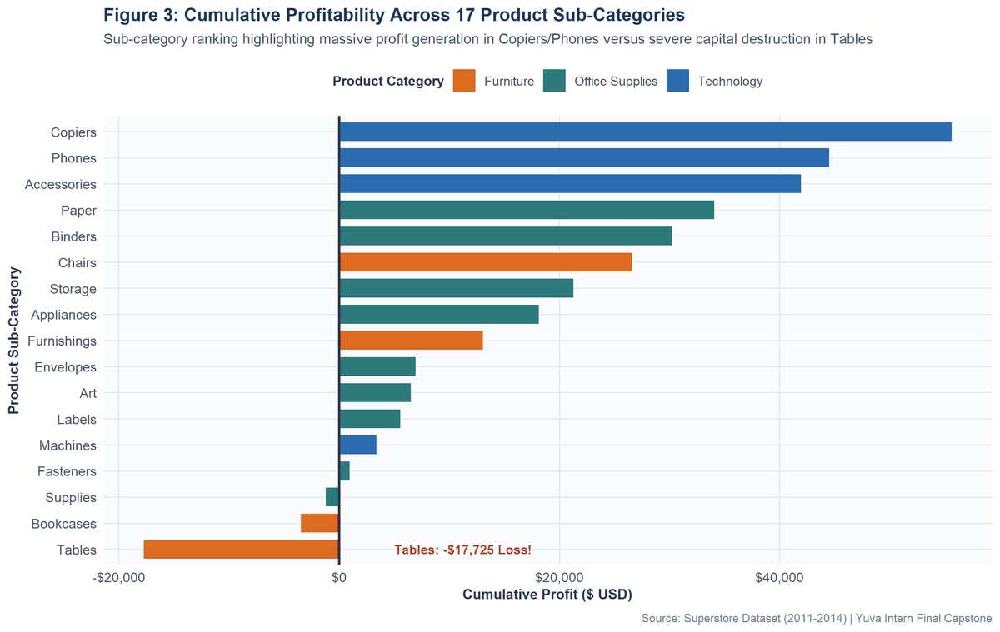 Figure 3: Cumulative Profitability Across 17 Product Sub-Categories
Sub-category ranking highlighting massive profit generation in Copiers/Phones versus severe capital destruction in Tables
Product Category Furniture Office Supplies Technology
Product Sub-Category
Copiers
Phones
Accessories
Paper
Binders
Chairs
Storage
Appliances
Furnishings
Envelopes
Art
Labels
Machines
Fasteners
Supplies
Bookcases
Tables
Tables: -$17,725 Loss!
-$20,000 $0 $20,000 $40,000
Cumulative Profit ($ USD)
Source: Superstore Dataset (2011-2014) | Yuva Intern Final Capstone